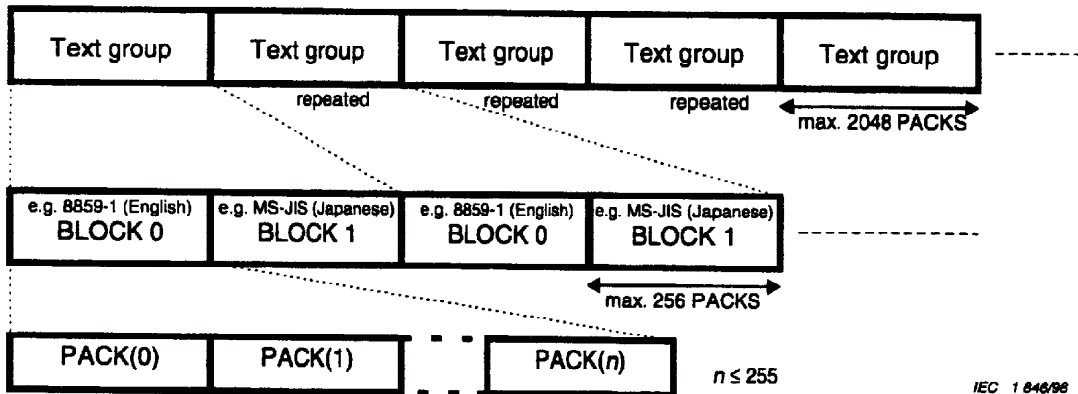 Text group Text group Text group Text group Text group
repeated repeated repeated
max. 2048 PACKS
e.g. 8859-1 (English) e.g. MS-JIS (Japanese) e.g. 8859-1 (English) e.g. MS-JIS (Japanese)
BLOCK 0 BLOCK 1 BLOCK 0 BLOCK 1
max. 256 PACKS
PACK(0) PACK(1) PACK(n) n ≤ 255
IEC 1 846/96